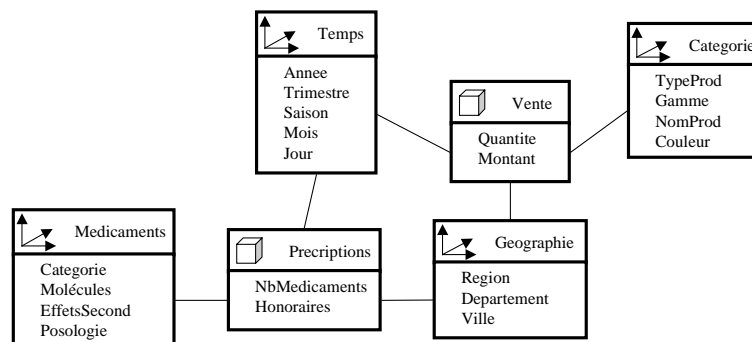 Temps
Annee
Trimestre
Saison
Mois
Jour
Vente
Quantite
Montant
Categorie
TypeProd
Gamme
NomProd
Couleur
Medicaments
Categorie
Molécules
EffetsSecond
Posologie
Precriptions
NbMedicaments
Honoraires
Geographie
Region
Departement
Ville